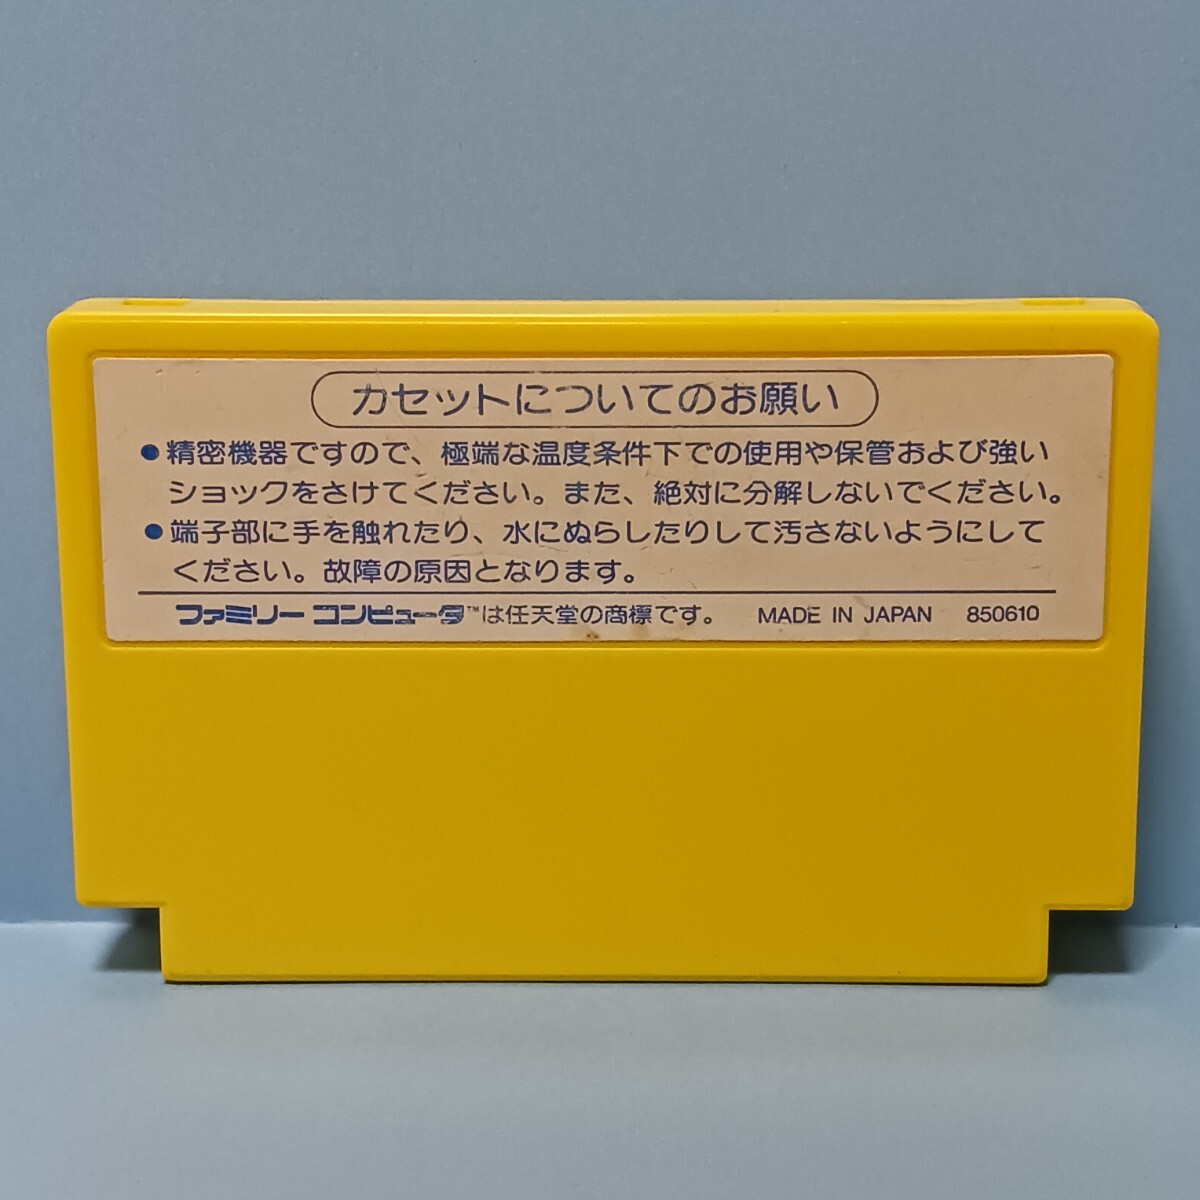 カセットについてのお願い
●精密機器ですので、極端な温度条件下での使用や保管および強い
ショックをさけてください。また、絶対に分解しないでください。
●端子部に手を触れたり、水にぬらしたりして汚さないようにして
ください。故障の原因となります。
ファミリー コンピュータ™は任天堂の商標です。 MADE IN JAPAN 850610